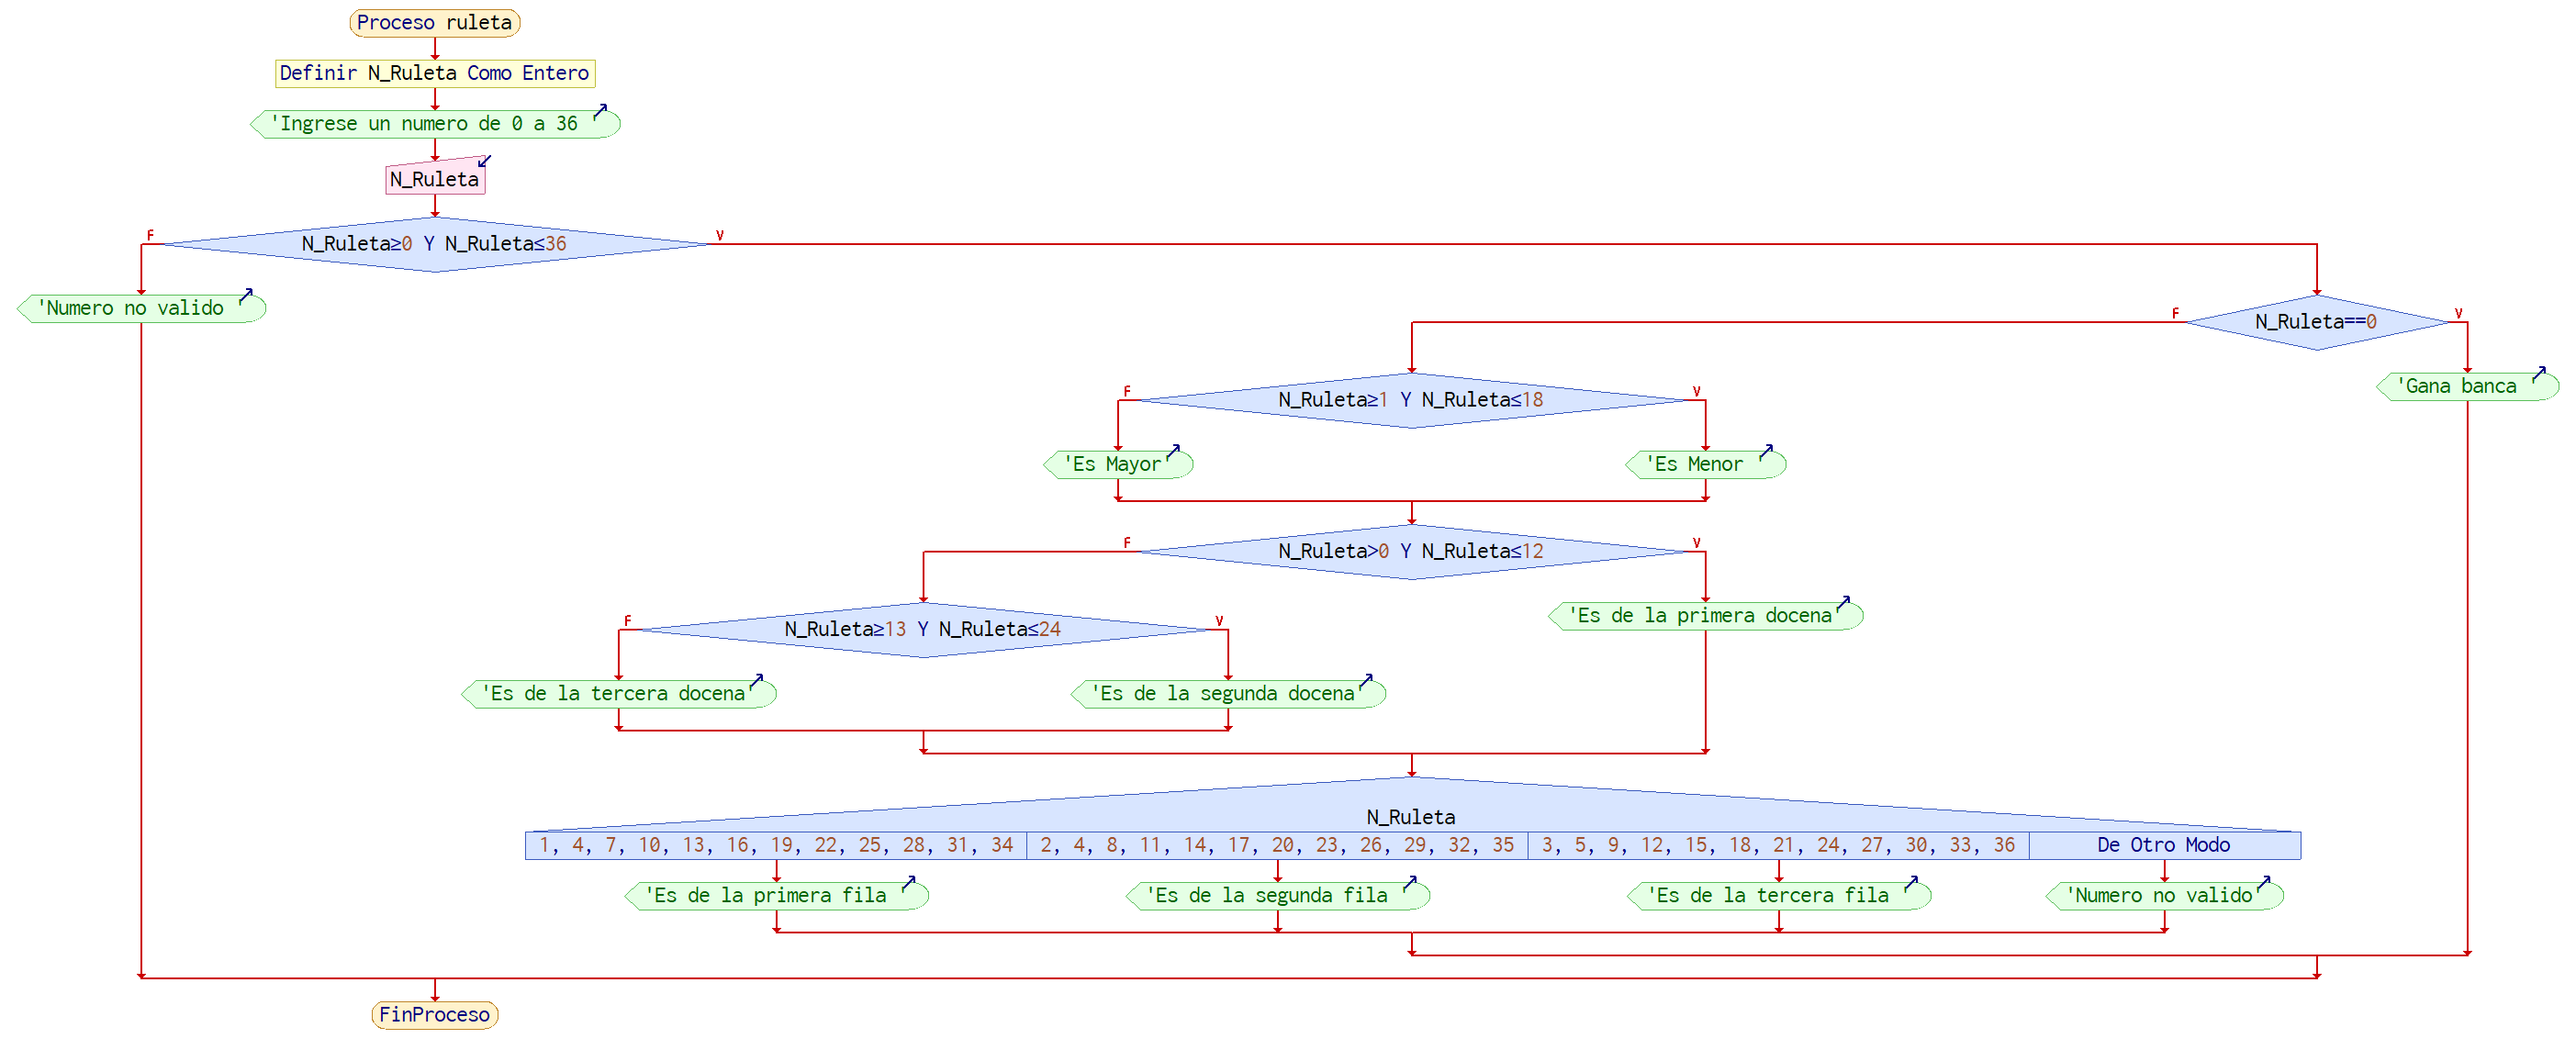 Proceso ruleta
Definir N_Ruleta Como Entero
'Ingrese un numero de 0 a 36 '
N_Ruleta
F
N_Ruleta≥0 Y N_Ruleta≤36
V
'Numero no valido '
F
N_Ruleta==0
V
'Gana banca '
F
N_Ruleta≥1 Y N_Ruleta≤18
V
'Es Mayor'
'Es Menor '
F
N_Ruleta>0 Y N_Ruleta≤12
V
'Es de la primera docena'
F
N_Ruleta≥13 Y N_Ruleta≤24
V
'Es de la tercera docena'
'Es de la segunda docena'
N_Ruleta
1, 4, 7, 10, 13, 16, 19, 22, 25, 28, 31, 34
2, 4, 8, 11, 14, 17, 20, 23, 26, 29, 32, 35
3, 5, 9, 12, 15, 18, 21, 24, 27, 30, 33, 36
De Otro Modo
'Es de la primera fila '
'Es de la segunda fila '
'Es de la tercera fila '
'Numero no valido'
FinProceso